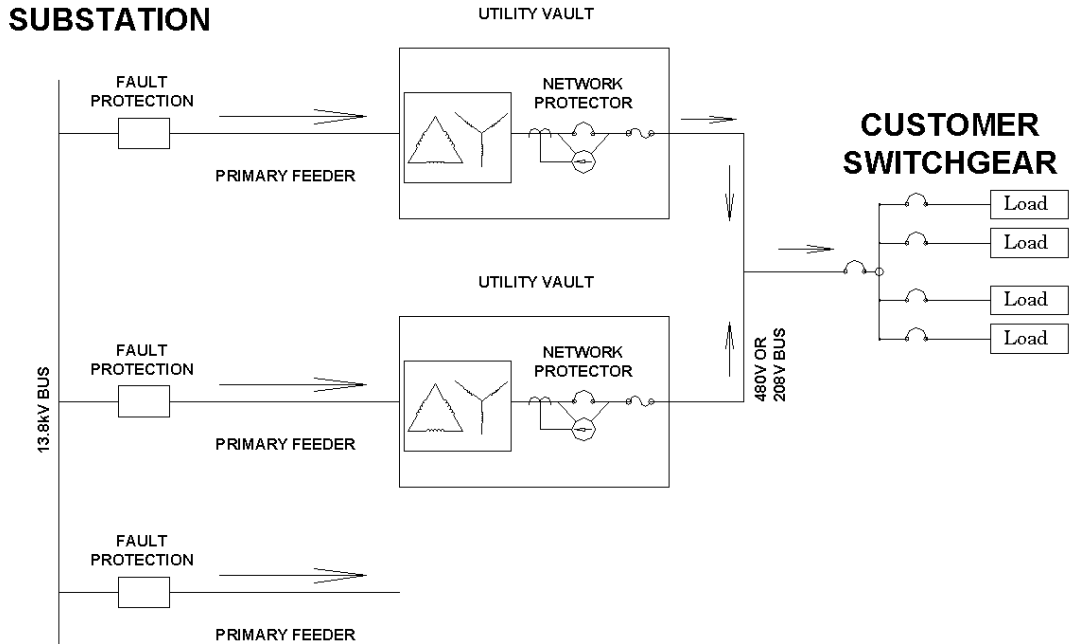 SUBSTATION
UTILITY VAULT
FAULT
PROTECTION
NETWORK
PROTECTOR
PRIMARY FEEDER
CUSTOMER
SWITCHGEAR
Load
Load
Load
Load
UTILITY VAULT
FAULT
PROTECTION
NETWORK
PROTECTOR
PRIMARY FEEDER
480V OR
208V BUS
13.8kV BUS
FAULT
PROTECTION
PRIMARY FEEDER